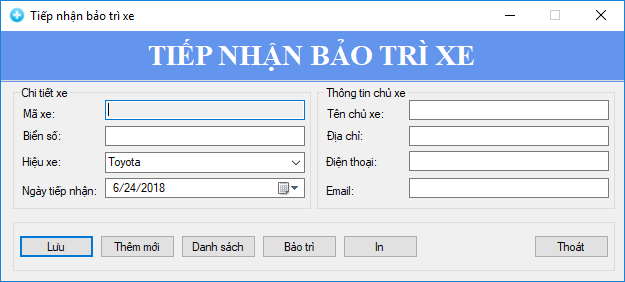 Tiếp nhận bảo trì xe
TIẾP NHẬN BẢO TRÌ XE
Chi tiết xe
Mã xe:
Biển số:
Hiệu xe: Toyota
Ngày tiếp nhận: 6/24/2018
Thông tin chủ xe
Tên chủ xe:
Địa chỉ:
Điện thoại:
Email:
Lưu Thêm mới Danh sách Bảo trì In Thoát